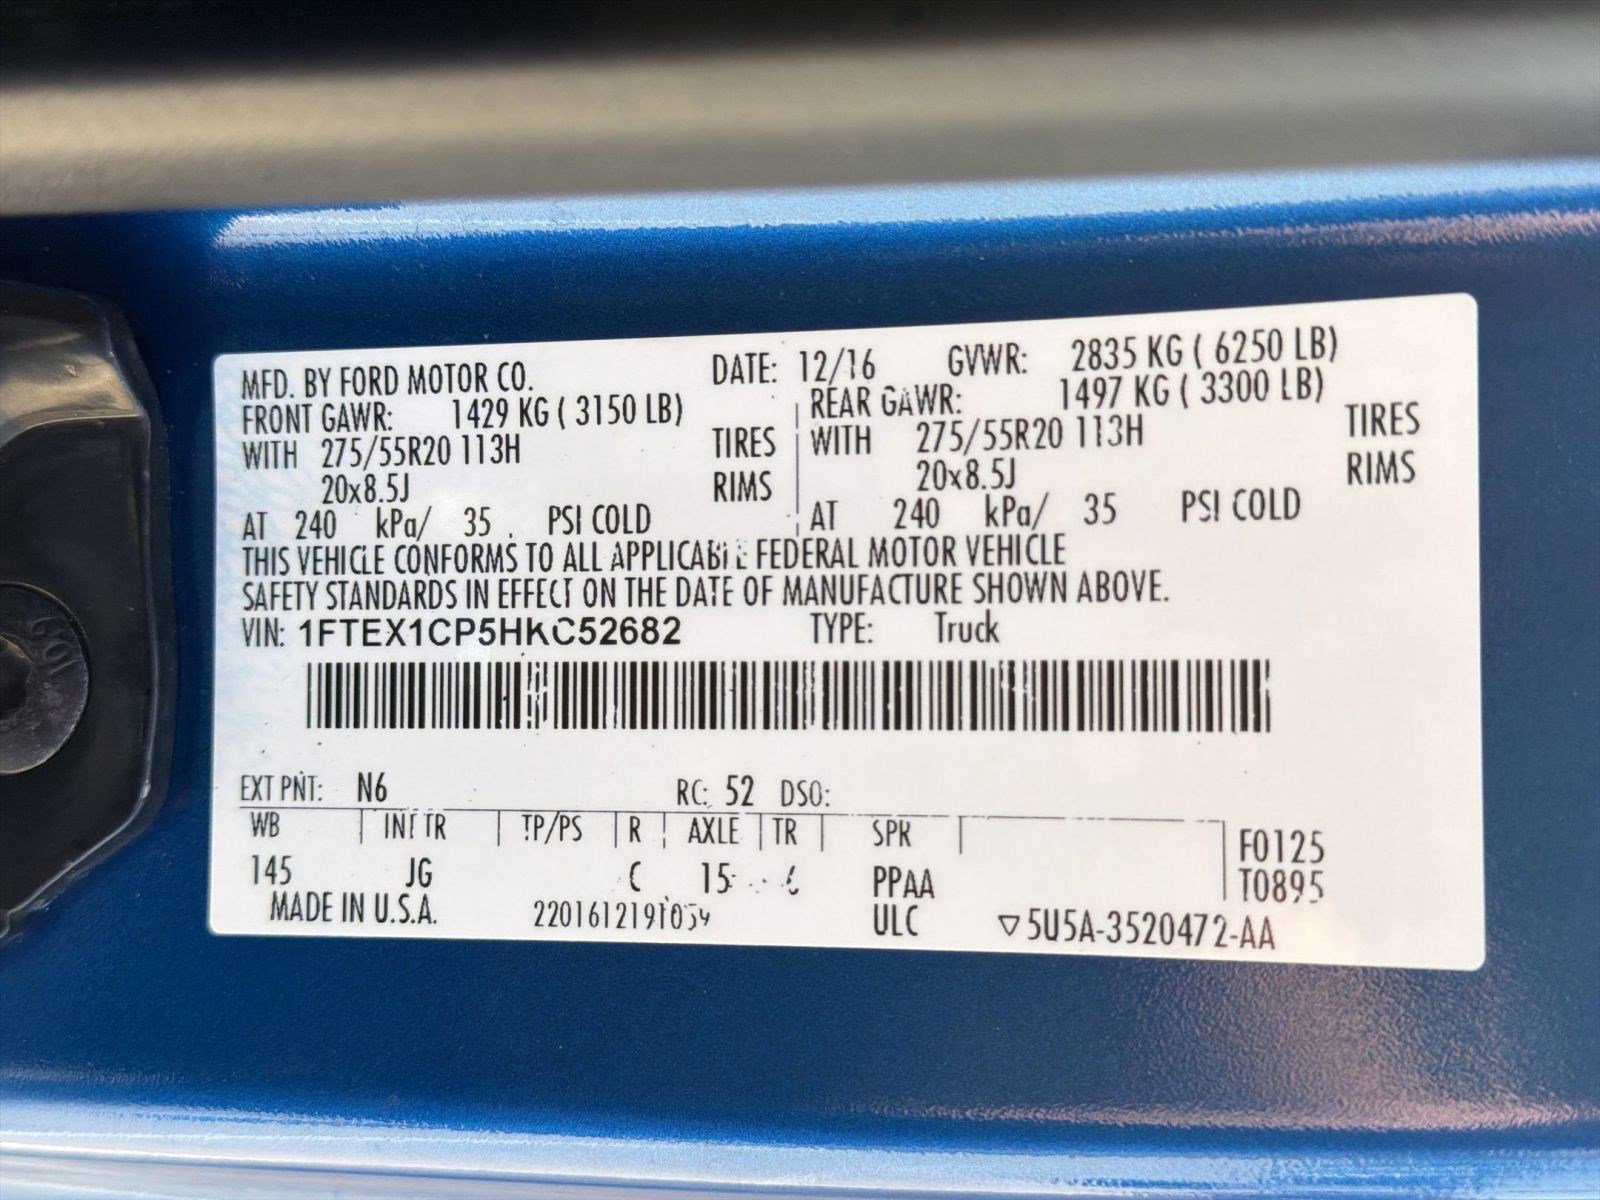 MFD. BY FORD MOTOR CO. DATE: 12/16 GVWR: 2835 KG ( 6250 LB)
FRONT GAWR: 1429 KG ( 3150 LB) REAR GAWR: 1497 KG ( 3300 LB)
WITH 275/55R20 113H TIRES WITH 275/55R20 113H TIRES
20x8.5J RIMS 20x8.5J RIMS
AT 240 kPa/ 35 PSI COLD AT 240 kPa/ 35 PSI COLD
THIS VEHICLE CONFORMS TO ALL APPLICABLE FEDERAL MOTOR VEHICLE
SAFETY STANDARDS IN EFFECT ON THE DATE OF MANUFACTURE SHOWN ABOVE.
VIN: 1FTEX1CP5HKC52682 TYPE: Truck
EXT PNT: N6 RC: 52 DSO:
WB INT TR TP/PS R AXLE TR SPR F0125
145 JG C PPAA T0895
MADE IN U.S.A. ULC ▽5U5A-3520472-AA